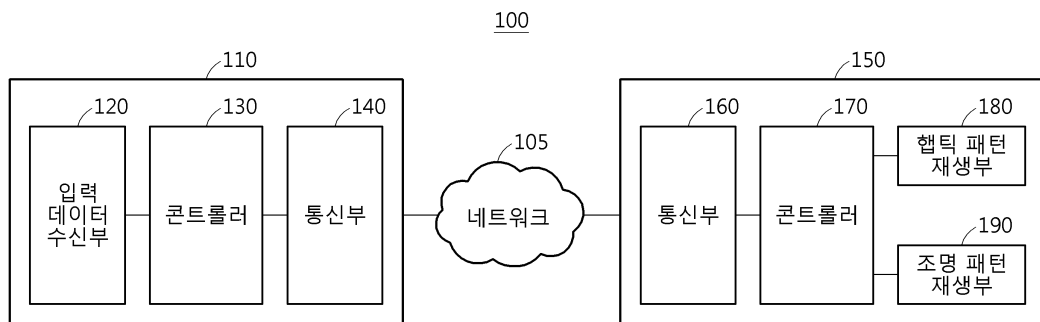 100
110
150
120
130
140
160
170
180
105
입력
데이터
수신부
콘트롤러
통신부
네트워크
통신부
콘트롤러
햅틱 패턴
재생부
190
조명 패턴
재생부